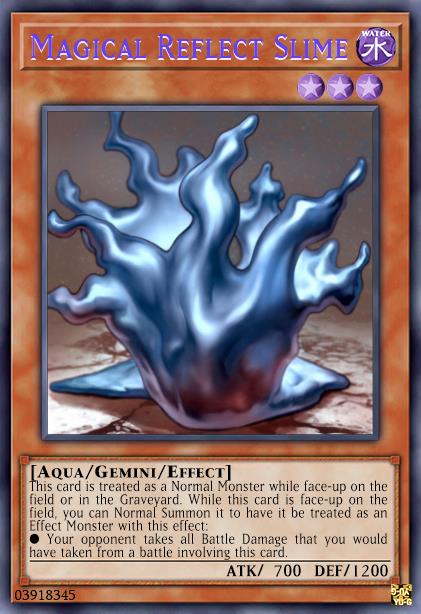 Magical Reflect Slime
WATER
水
[Aqua/Gemini/Effect]
This card is treated as a Normal Monster while face-up on the
field or in the Graveyard. While this card is face-up on the
field, you can Normal Summon it to have it be treated as an
Effect Monster with this effect:
● Your opponent takes all Battle Damage that you would
have taken from a battle involving this card.
ATK/ 700 DEF/1200
03918345